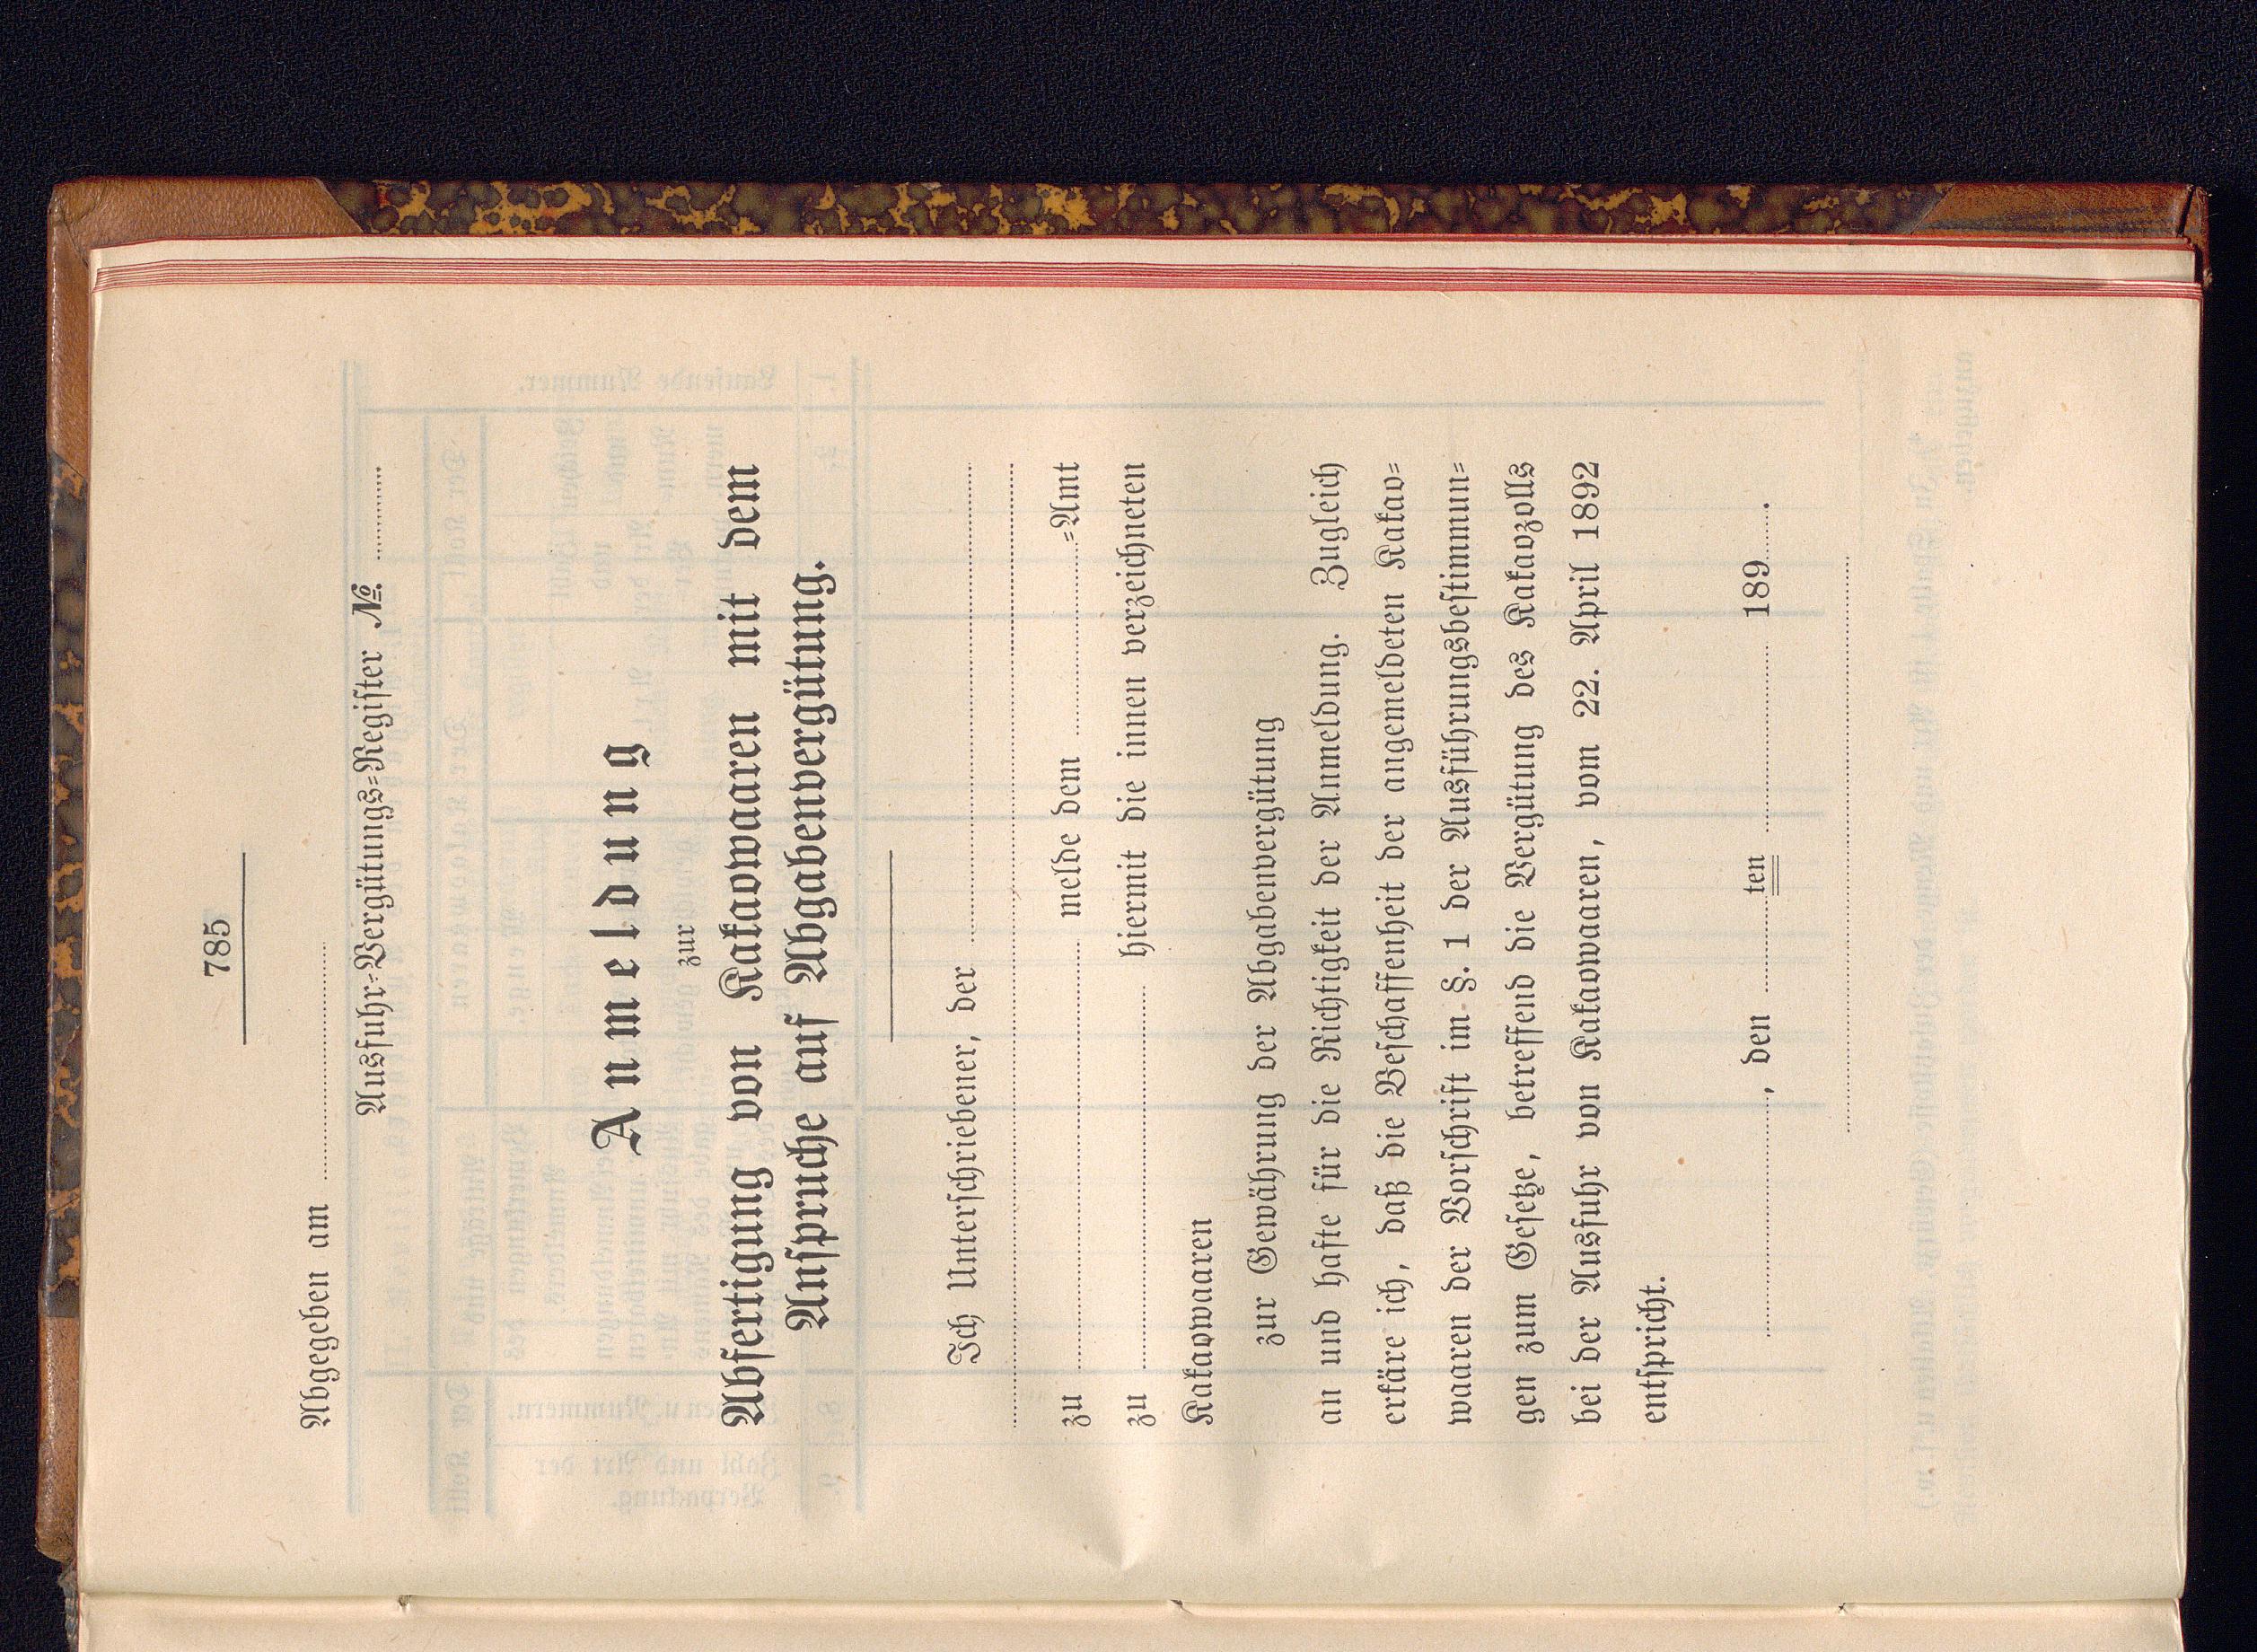 785
Abgegeben am ........................
Ausfuhr-Vergütungs-Register №. ............
Anmeldung
zur
Abfertigung von Kakaowaaren mit dem
Anspruche auf Abgabenvergütung.
Ich Unterschriebener, der ........................
zu ........................ melde dem ........................-Amt
zu ........................ hiermit die innen verzeichneten
Kakaowaaren
zur Gewährung der Abgabenvergütung
an und hafte für die Richtigkeit der Anmeldung. Zugleich
erkäre ich, daß die Beschaffenheit der angemeldeten Kakao-
waaren der Vorschrift im §. 1 der Ausführungsbestimmun-
gen zum Gesetze, betreffend die Vergütung des Kakaozolls
bei der Ausfuhr von Kakaowaaren, vom 22. April 1892
entspricht.
........................, den ............ten ............ 189.......